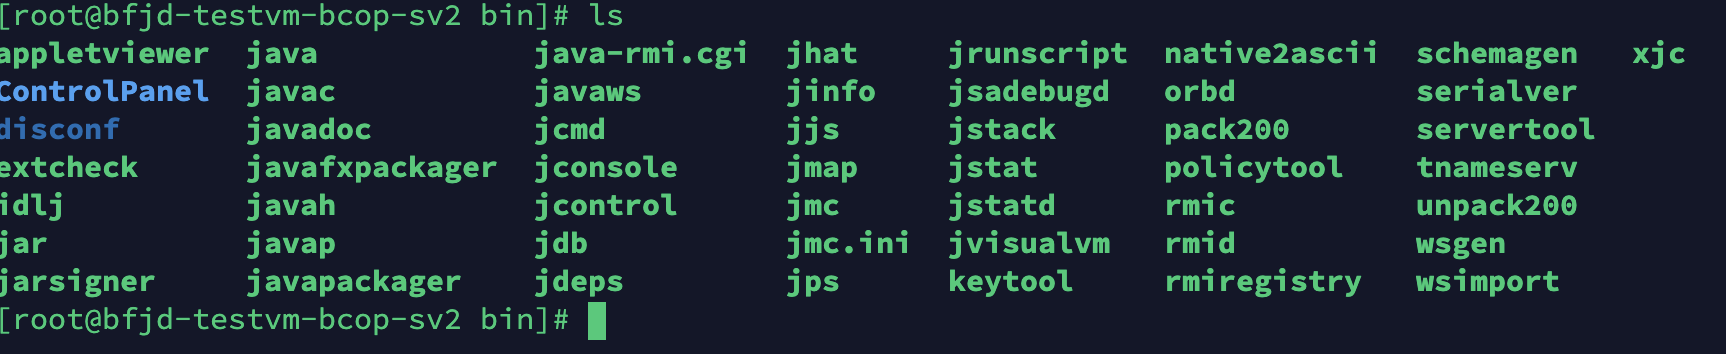 [root@bfjd-testvm-bcop-sv2 bin]# ls
appletviewer java java-rmi.cgi jhat jrunscript native2ascii schemagen xjc
ControlPanel javac javaws jinfo jsadebugd orbd serialver
disconf javadoc jcmd jjs jstack pack200 servertool
extcheck javafxpackager jconsole jmap jstat policytool tnameserv
idlj javah jcontrol jmc jstatd rmic unpack200
jar javap jdb jmc.ini jvisualvm rmid wsgen
jarsigner javapackager jdeps jps keytool rmiregistry wsimport
[root@bfjd-testvm-bcop-sv2 bin]#